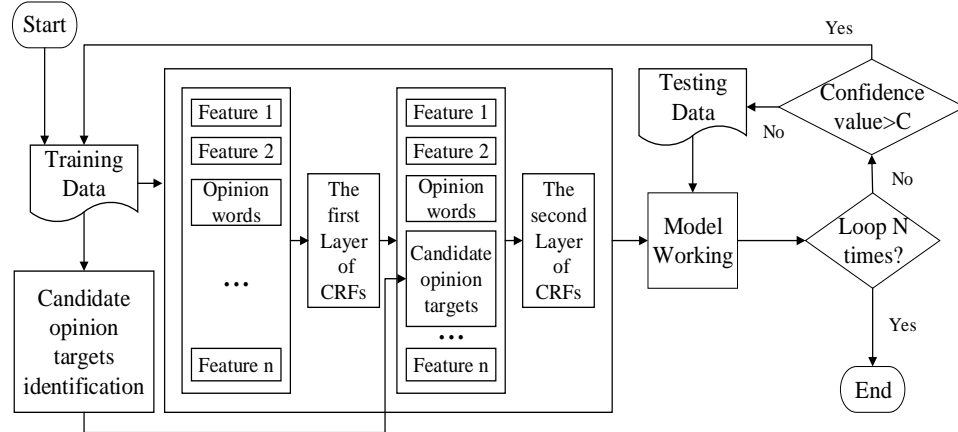 Start
Yes
Training
Data
Candidate
opinion
targets
identification
Feature 1
Feature 2
Opinion
words
...
Feature n
The
first
Layer
of
CRFs
Feature 1
Feature 2
Opinion
words
Candidate
opinion
targets
...
Feature n
The
second
Layer
of
CRFs
Testing
Data
No
Confidence
value>C
No
Model
Working
Loop N
times?
Yes
End